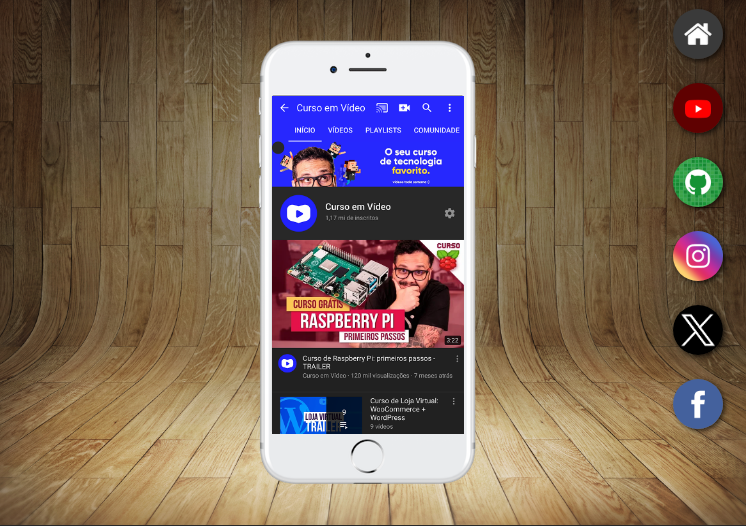 Curso em Vídeo
INÍCIO VÍDEOS PLAYLISTS COMUNIDADE
O seu curso
de tecnologia
favorito.
vídeos toda semana :)
Curso em Vídeo
1,17 mi de inscritos
CURSO
CURSO GRÁTIS
RASPBERRY PI
PRIMEIROS PASSOS
3:22
Curso de Raspberry Pi: primeiros passos -
TRAILER
Curso em Vídeo · 120 mil visualizações · 7 meses atrás
LOJA VIRTUAL
TRAILER
9
Curso de Loja Virtual:
WooCommerce +
WordPress
9 vídeos